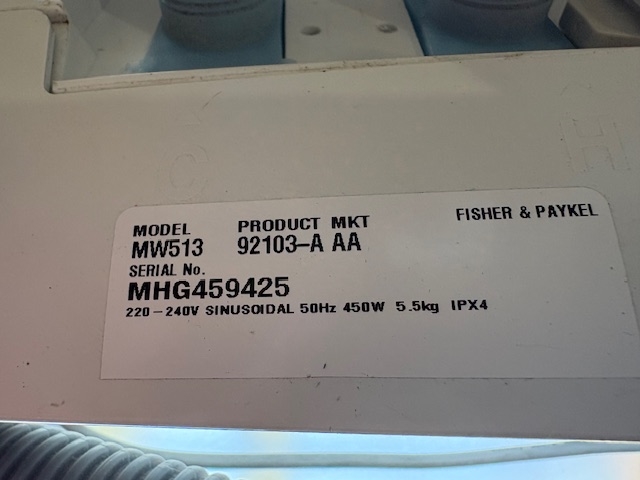 MODEL PRODUCT MKT FISHER & PAYKEL
MW513 92103-A AA
SERIAL No.
MHG459425
220-240V SINUSOIDAL 50Hz 450W 5.5kg IPX4